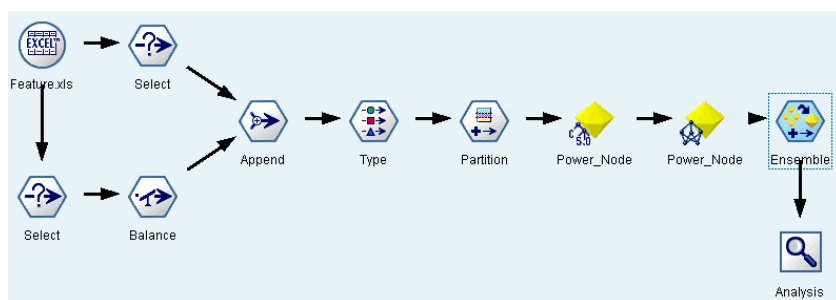 EXCEL
Feature.xls
Select
Append
Type
Partition
C 5.0
Power_Node
Power_Node
Ensemble
Select
Balance
Analysis